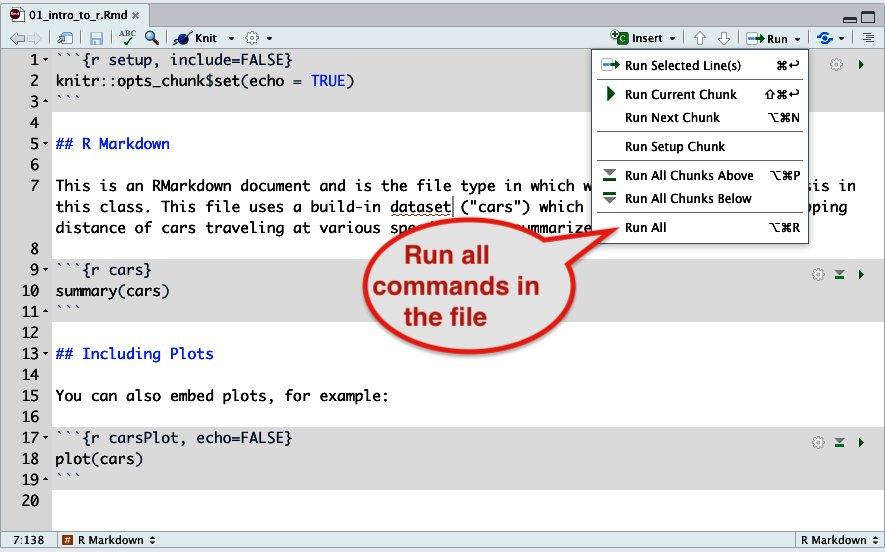 01_intro_to_r.Rmd ×
ABC Knit Insert Run
1 ```{r setup, include=FALSE}
2 knitr::opts_chunk$set(echo = TRUE)
3 ```
4
5 ## R Markdown
6
7 This is an RMarkdown document and is the file type in which w sis in
this class. This file uses a build-in dataset ("cars") which pping
distance of cars traveling at various spe summarize
8
9 ```{r cars}
10 summary(cars)
11 ```
12
13 ## Including Plots
14
15 You can also embed plots, for example:
16
17 ```{r carsPlot, echo=FALSE}
18 plot(cars)
19 ```
20
Run Selected Line(s) ⌘↩
Run Current Chunk ⇧⌘↩
Run Next Chunk ⌥⌘N
Run Setup Chunk
Run All Chunks Above ⌥⌘P
Run All Chunks Below
Run All ⌥⌘R
Run all
commands in
the file
7:138 # R Markdown R Markdown